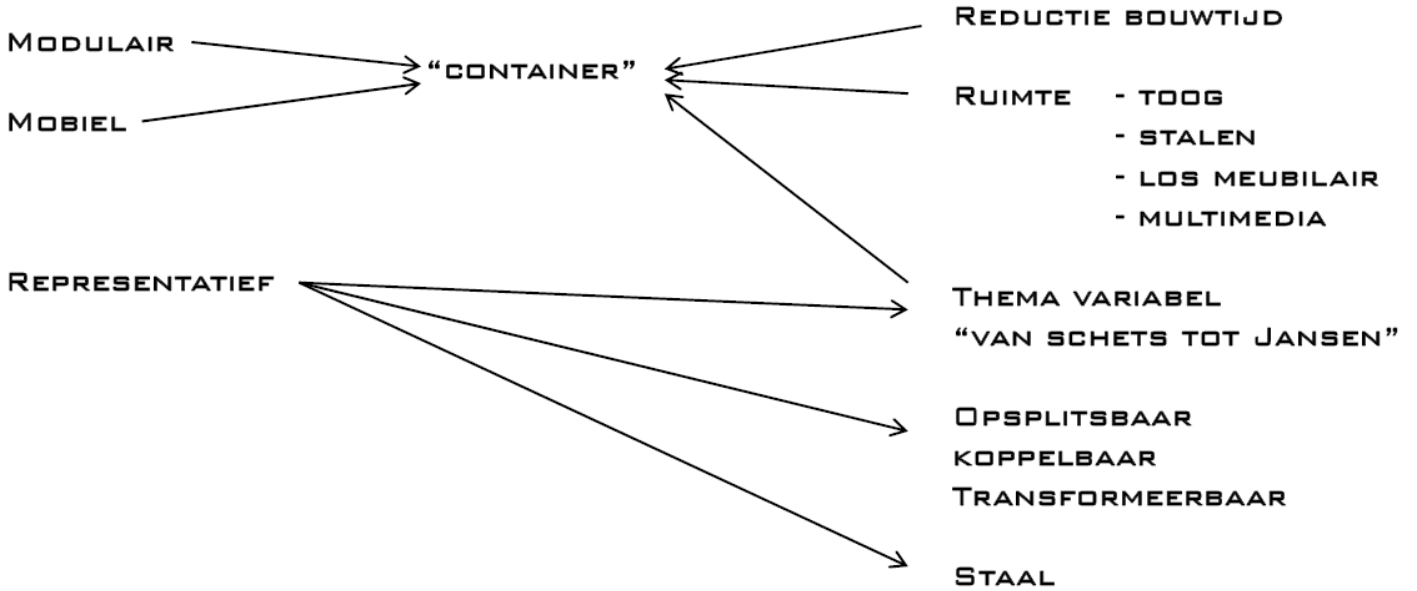 Modulair
Mobiel
"container"
Representatief
Reductie bouwtijd
Ruimte - toog
- stalen
- los meubilair
- multimedia
Thema variabel
"van schets tot Jansen"
Opsplitsbaar
koppelbaar
Transformeerbaar
Staal